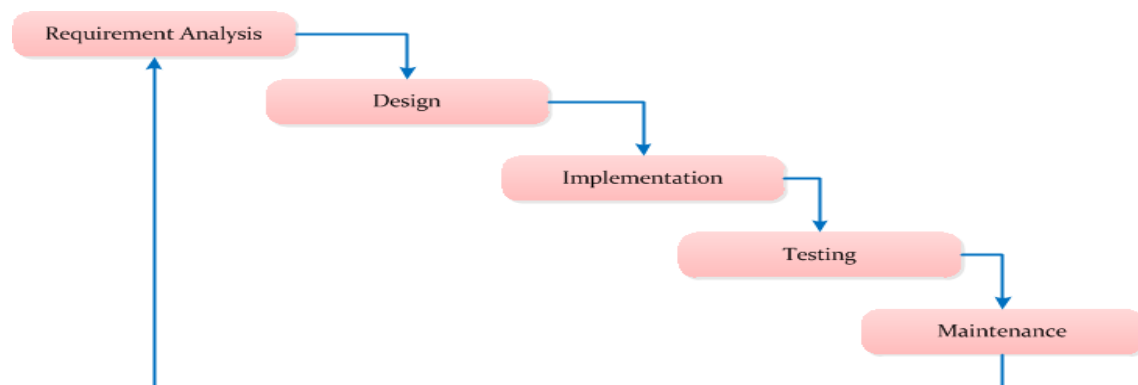 Requirement Analysis
Design
Implementation
Testing
Maintenance